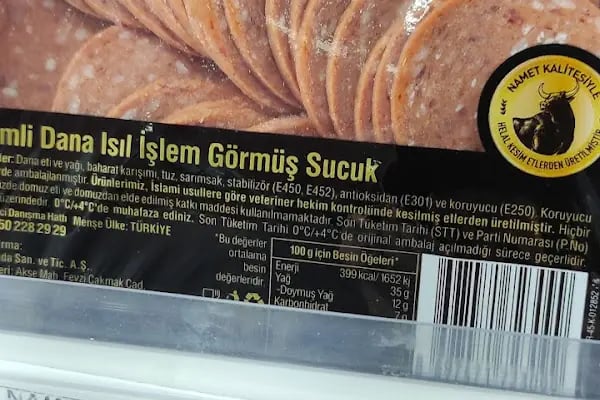 NAMET KALİTESİYLE
HELAL KESİM ETLERDEN ÜRETİLMİŞTİR
mli Dana Isıl İşlem Görmüş Sucuk
der: Dana eti ve yağı, baharat karışımı, tuz, sarımsak, stabilizör (E450, E452), antioksidan (E301) ve koruyucu (E250). Koruyucu
de ambalajlanmıştır. Ürünlerimiz, İslami usullere göre veteriner hekim kontrolünde kesilmiş ellerden üretilmiştir. Hiçbir
izde domuz eti ve domuzdan elde edilmiş katkı maddesi kullanılmamaktadır. Son Tüketim Tarihi (STT) ve Parti Numarası (P.No)
üzerindedir. 0°C/+4°C'de muhafaza ediniz. Son Tüketim Tarihi 0°C/+4°C'de orijinal ambalaj açılmadığı sürece geçerlidir.
ci Danışma Hattı
50 228 29 29 Menşe Ülke: TÜRKİYE
rma:
da San. ve Tic. A.Ş.
eri: Akse Mah. Fevzi Çakmak Cad.
*Bu değerler
ortalama
besin
değerleridir.
100 g için Besin Öğeleri*
Enerji 399 kcal/1652 kj
Yağ 35 g
-Doymuş Yağ 12 g
Karbonhidrat